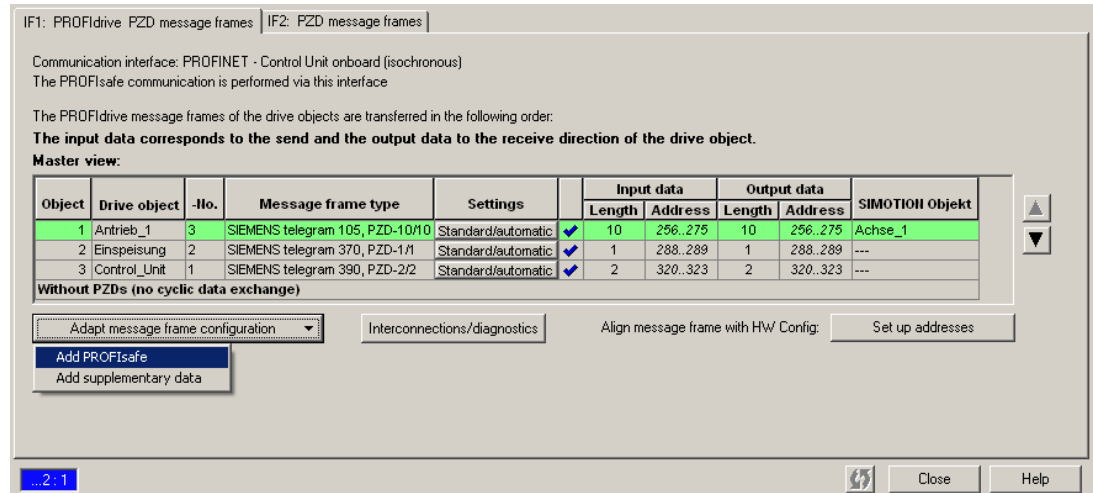 IF1: PROFIdrive PZD message frames IF2: PZD message frames
Communication interface: PROFINET - Control Unit onboard (isochronous)
The PROFIsafe communication is performed via this interface
The PROFIdrive message frames of the drive objects are transferred in the following order:
The input data corresponds to the send and the output data to the receive direction of the drive object.
Master view:
Object Drive object -No. Message frame type Settings Input data Output data SIMOTION Objekt
Length Address Length Address
1 Antrieb_1 3 SIEMENS telegram 105, PZD-10/10 Standard/automatic 10 256..275 10 256..275 Achse_1
2 Einspeisung 2 SIEMENS telegram 370, PZD-1/1 Standard/automatic 1 288..289 1 288..289 ---
3 Control_Unit 1 SIEMENS telegram 390, PZD-2/2 Standard/automatic 2 320..323 2 320..323 ---
Without PZDs (no cyclic data exchange)
Adapt message frame configuration Interconnections/diagnostics Align message frame with HW Config: Set up addresses
Add PROFIsafe
Add supplementary data
...2 : 1 Close Help